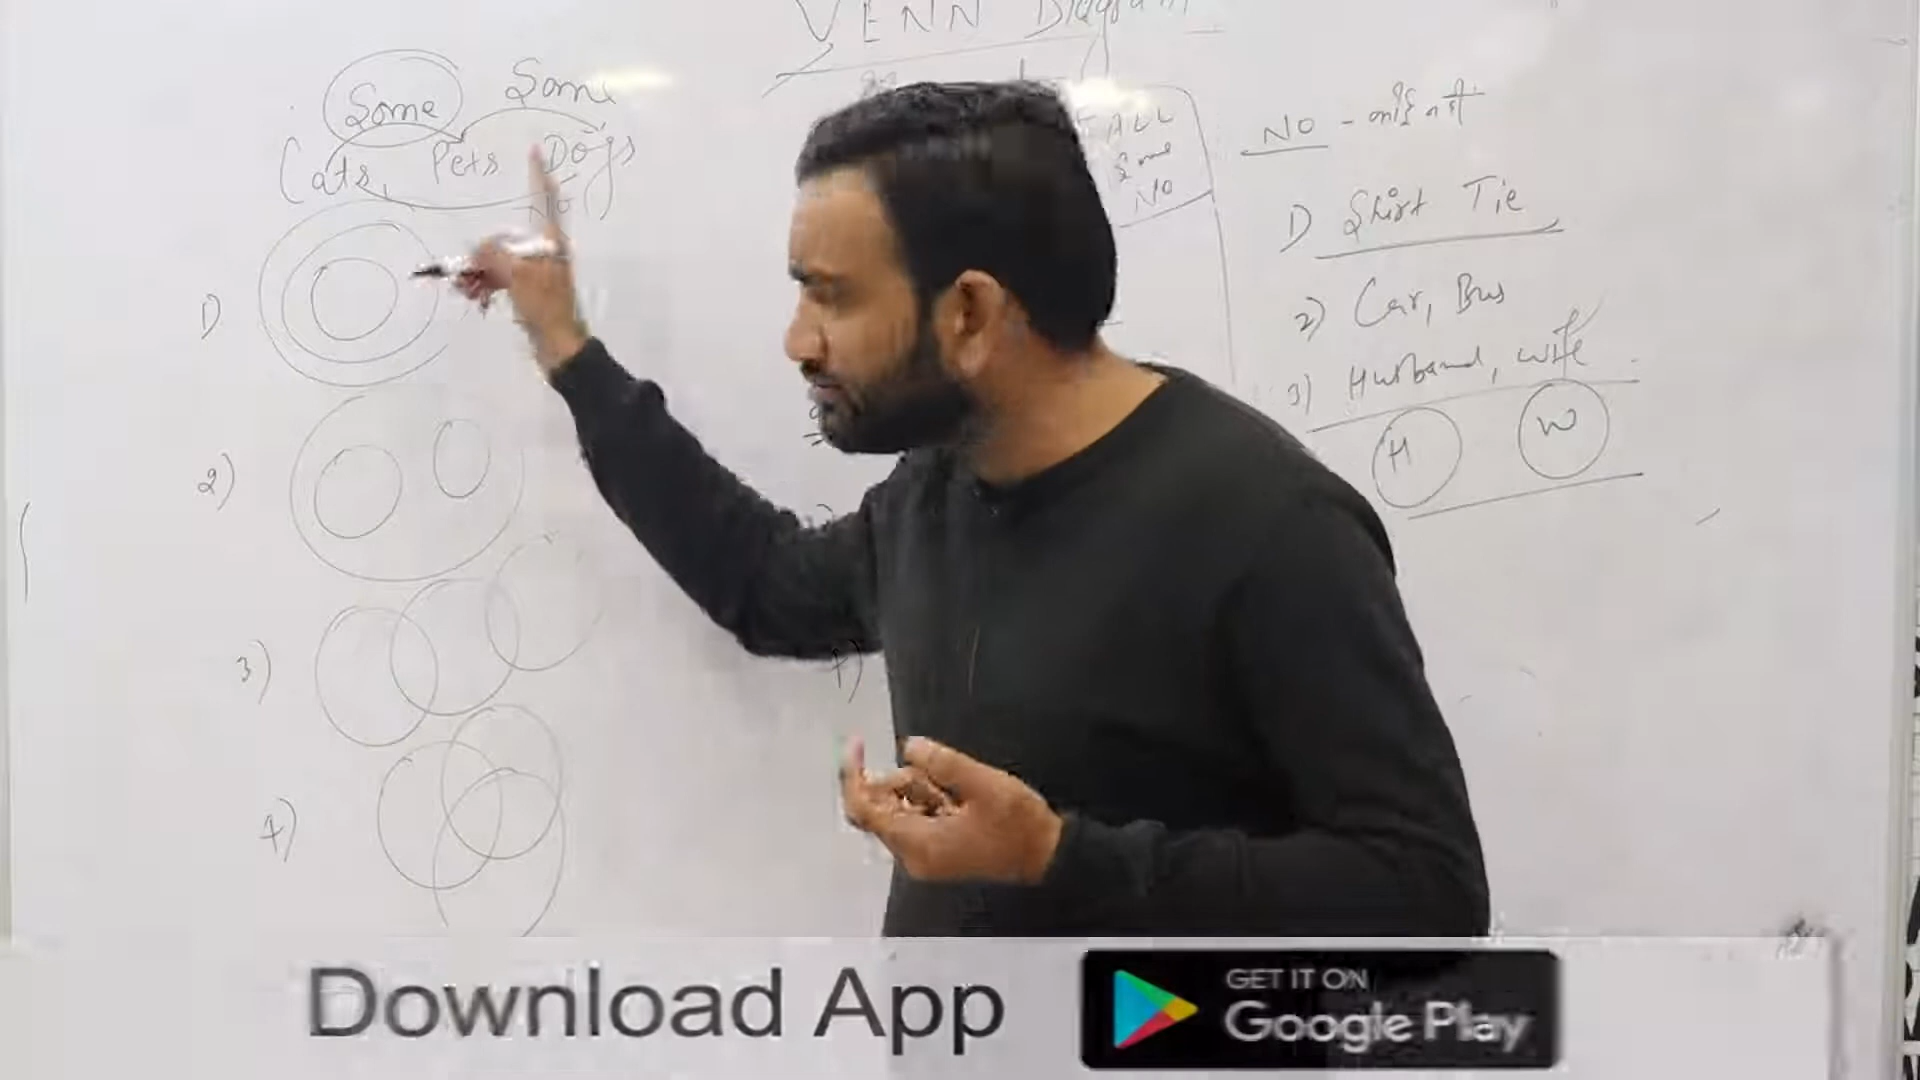 VENN Diagram
Some Some
Cats, Pets Dogs
NO
1)
2)
3)
4)
ALL
Some
NO
4)
NO - कोई नहीं
1) Shirt Tie
2) Car, Bus
3) Husband, wife
H W
Download App
GET IT ON
Google Play